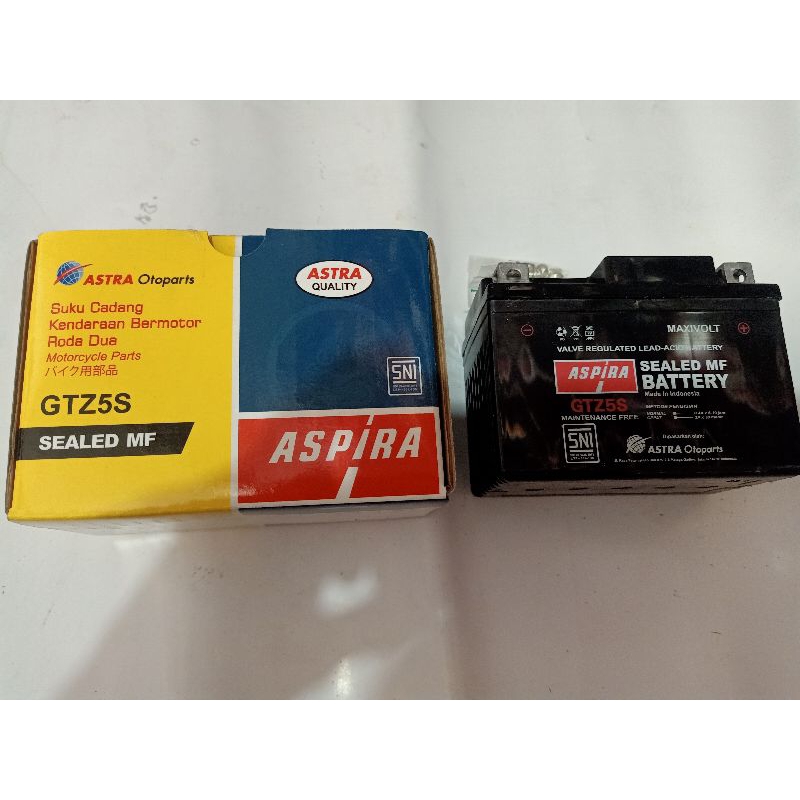 ASTRA Otoparts
Suku Cadang
Kendaraan Bermotor
Roda Dua
Motorcycle Parts
バイク用部品
GTZ5S
SEALED MF
ASTRA
QUALITY
SNI
ASPIRA
MAXIVOLT
VALVE REGULATED LEAD-ACID BATTERY
ASPIRA
SEALED MF
BATTERY
Made in Indonesia
GTZ5S
MAINTENANCE FREE
SNI
Dipasarkan oleh:
ASTRA Otoparts